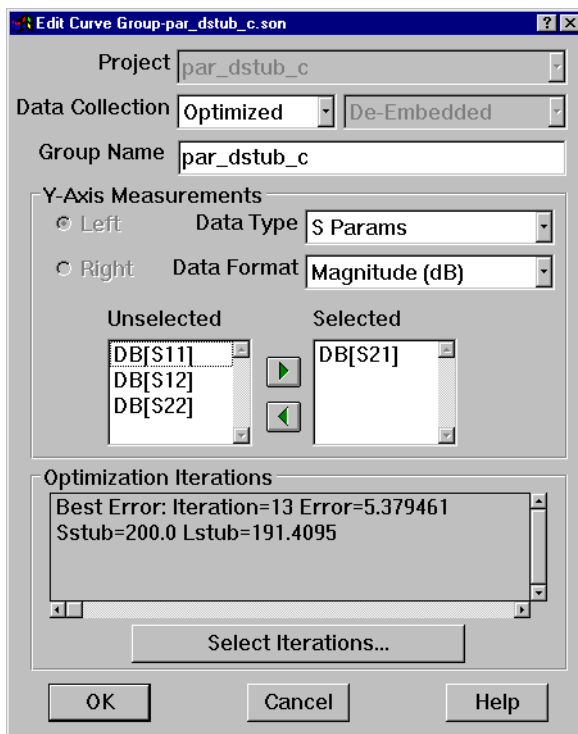 Edit Curve Group-par_dstub_c.son
Project par_dstub_c
Data Collection Optimized De-Embedded
Group Name par_dstub_c
Y-Axis Measurements
Left Data Type S Params
Right Data Format Magnitude (dB)
Unselected Selected
DB[S11] DB[S21]
DB[S12]
DB[S22]
Optimization Iterations
Best Error: Iteration=13 Error=5.379461
Sstub=200.0 Lstub=191.4095
Select Iterations...
OK Cancel Help